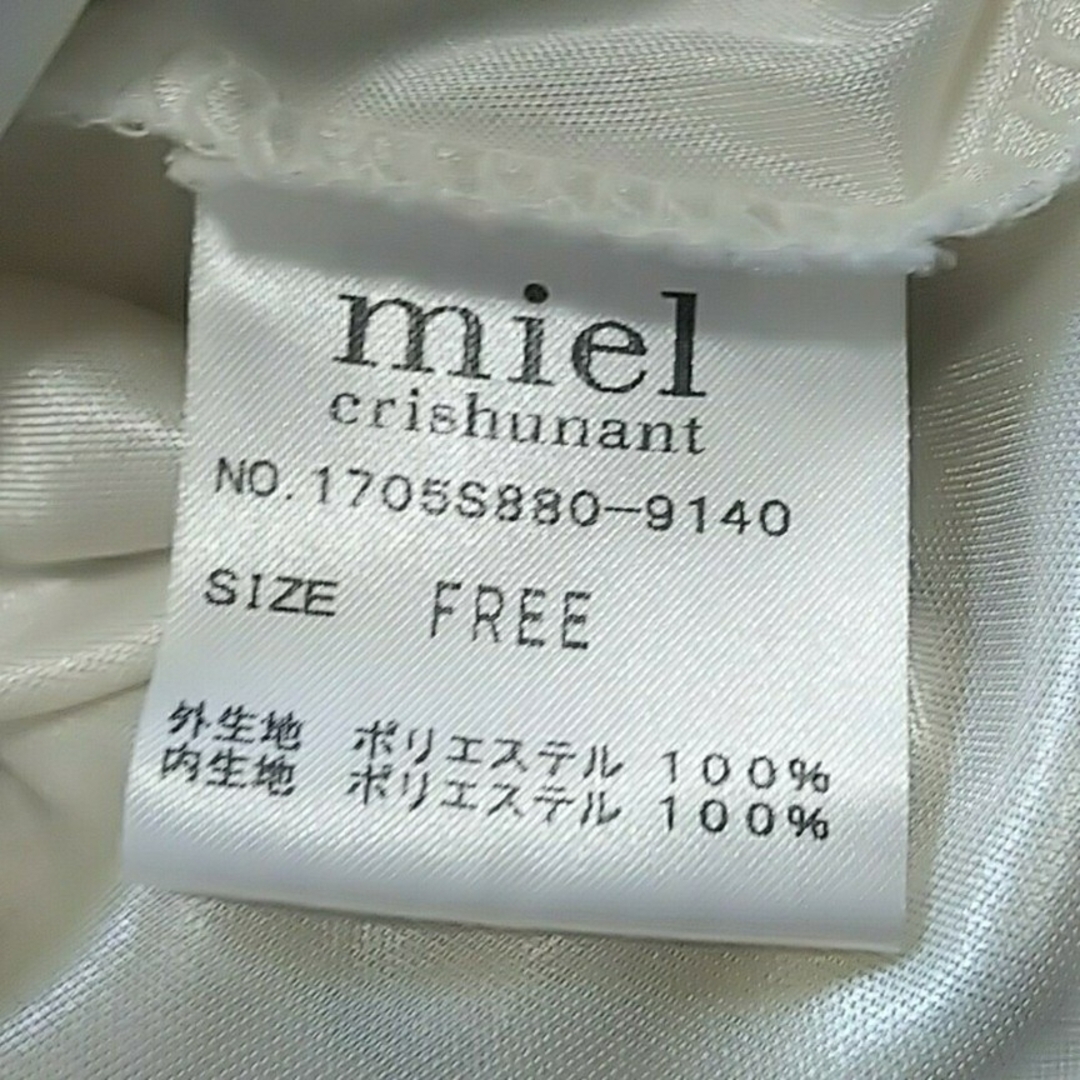 miel
crishunant
NO.1705S880-9140
SIZE FREE
外生地 ポリエステル 100%
内生地 ポリエステル 100%